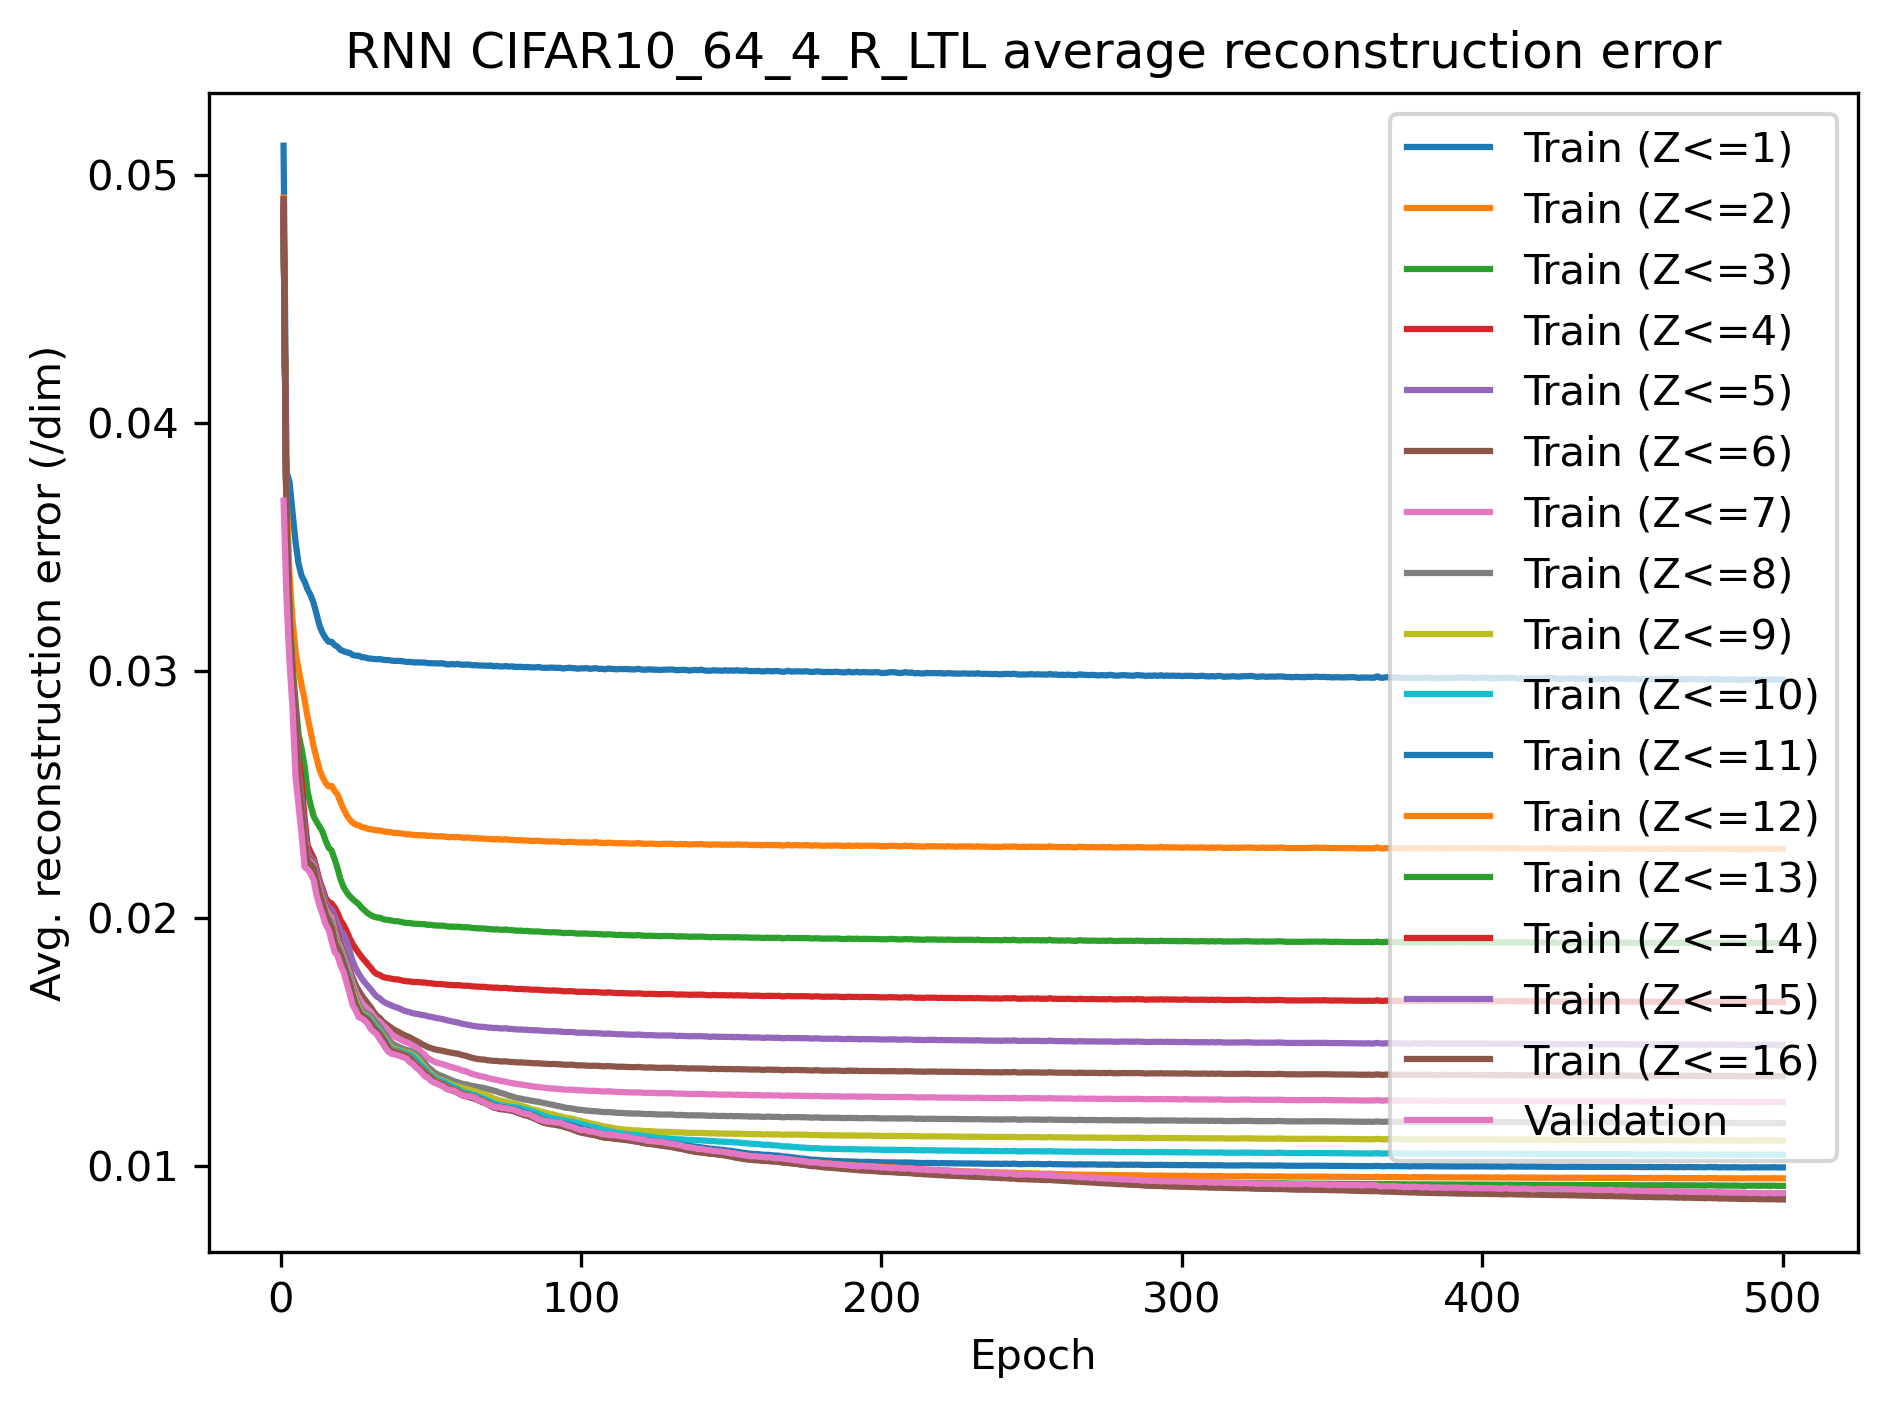 RNN CIFAR10_64_4_R_LTL average reconstruction error
Avg. reconstruction error (/dim)
0.05
0.04
0.03
0.02
0.01
Train (Z<=1)
Train (Z<=2)
Train (Z<=3)
Train (Z<=4)
Train (Z<=5)
Train (Z<=6)
Train (Z<=7)
Train (Z<=8)
Train (Z<=9)
Train (Z<=10)
Train (Z<=11)
Train (Z<=12)
Train (Z<=13)
Train (Z<=14)
Train (Z<=15)
Train (Z<=16)
Validation
0 100 200 300 400 500
Epoch